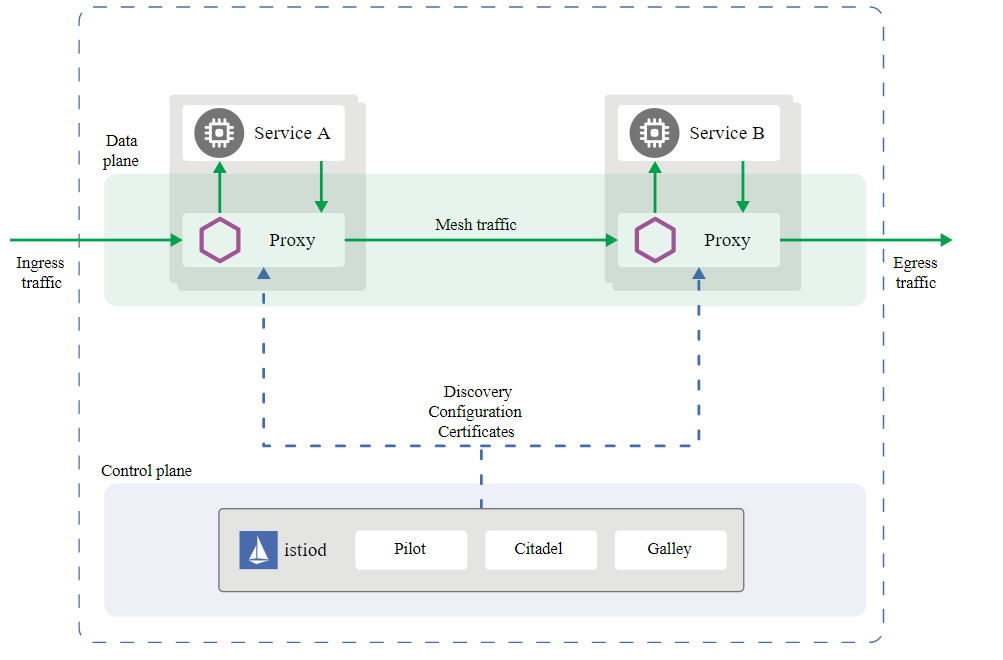 Data
plane
Service A
Service B
Proxy
Mesh traffic
Proxy
Ingress
traffic
Egress
traffic
Discovery
Configuration
Certificates
Control plane
istiod
Pilot
Citadel
Galley